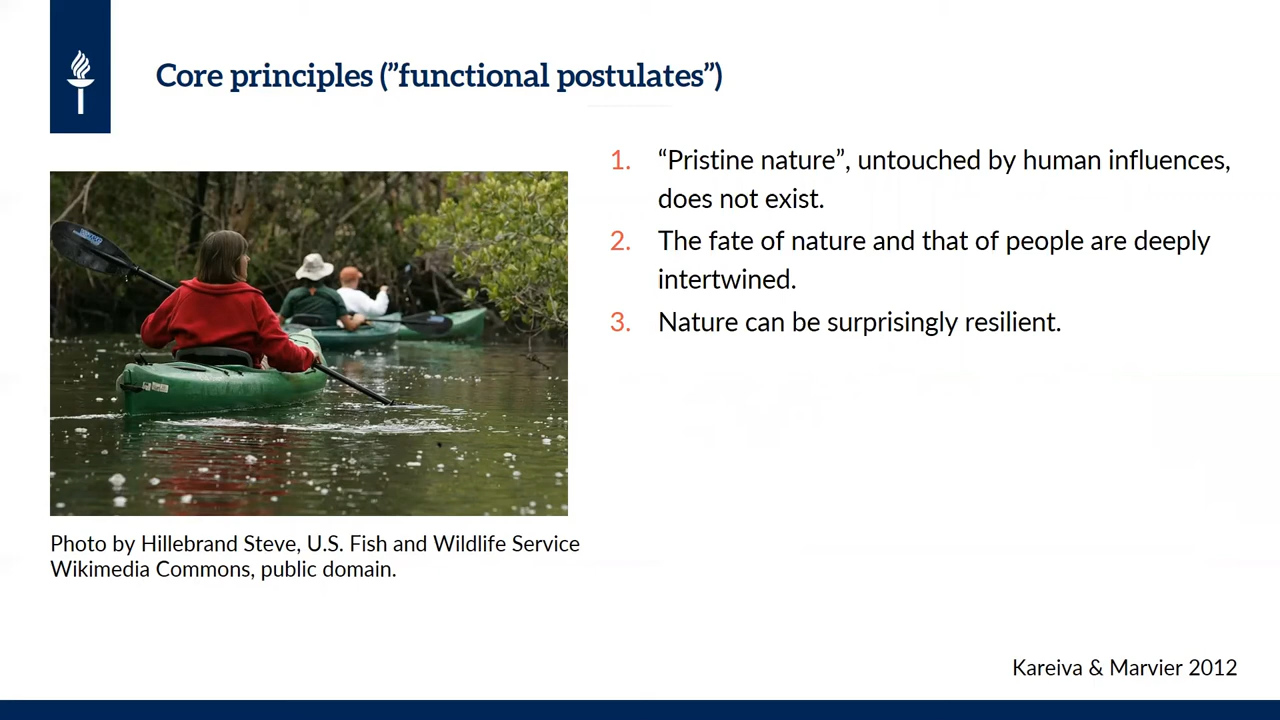 Core principles (”functional postulates”)
1. “Pristine nature”, untouched by human influences,
does not exist.
2. The fate of nature and that of people are deeply
intertwined.
3. Nature can be surprisingly resilient.
Photo by Hillebrand Steve, U.S. Fish and Wildlife Service
Wikimedia Commons, public domain.
Kareiva & Marvier 2012